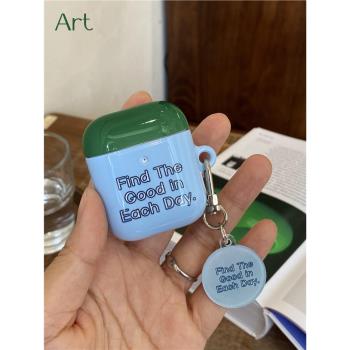 Art
Find The
Good in
Each Day.
Find The
Good in
Each Day.